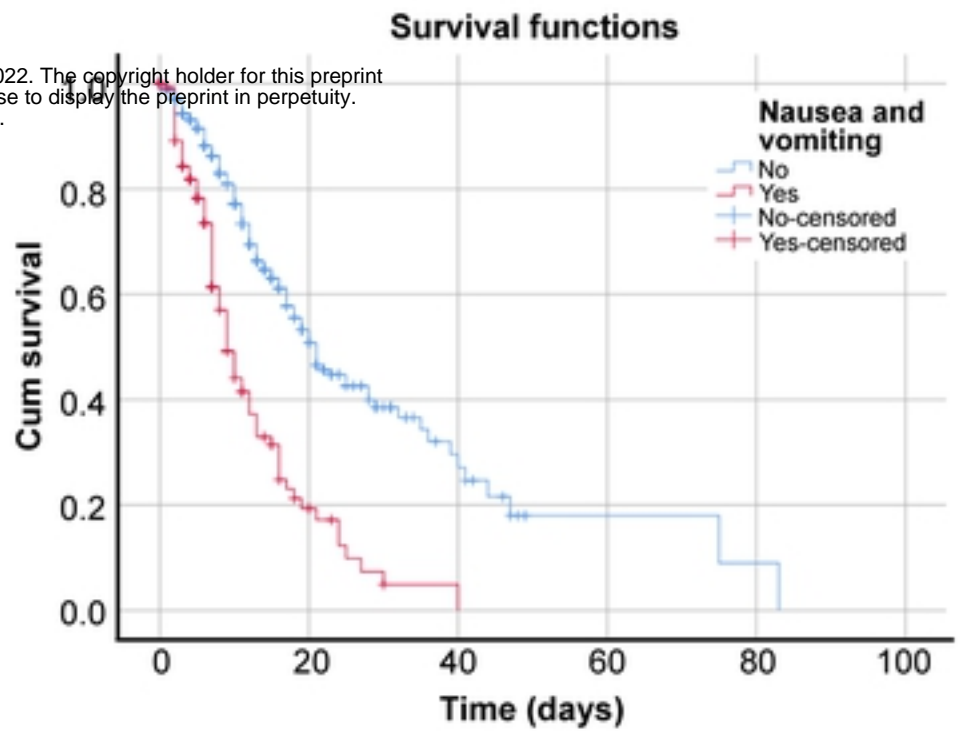 Survival functions
022. The copyright holder for this preprint
se to display the preprint in perpetuity.
.
1.0
0.8
0.6
0.4
0.2
0.0
Cum survival
Nausea and
vomiting
No
Yes
No-censored
Yes-censored
0 20 40 60 80 100
Time (days)